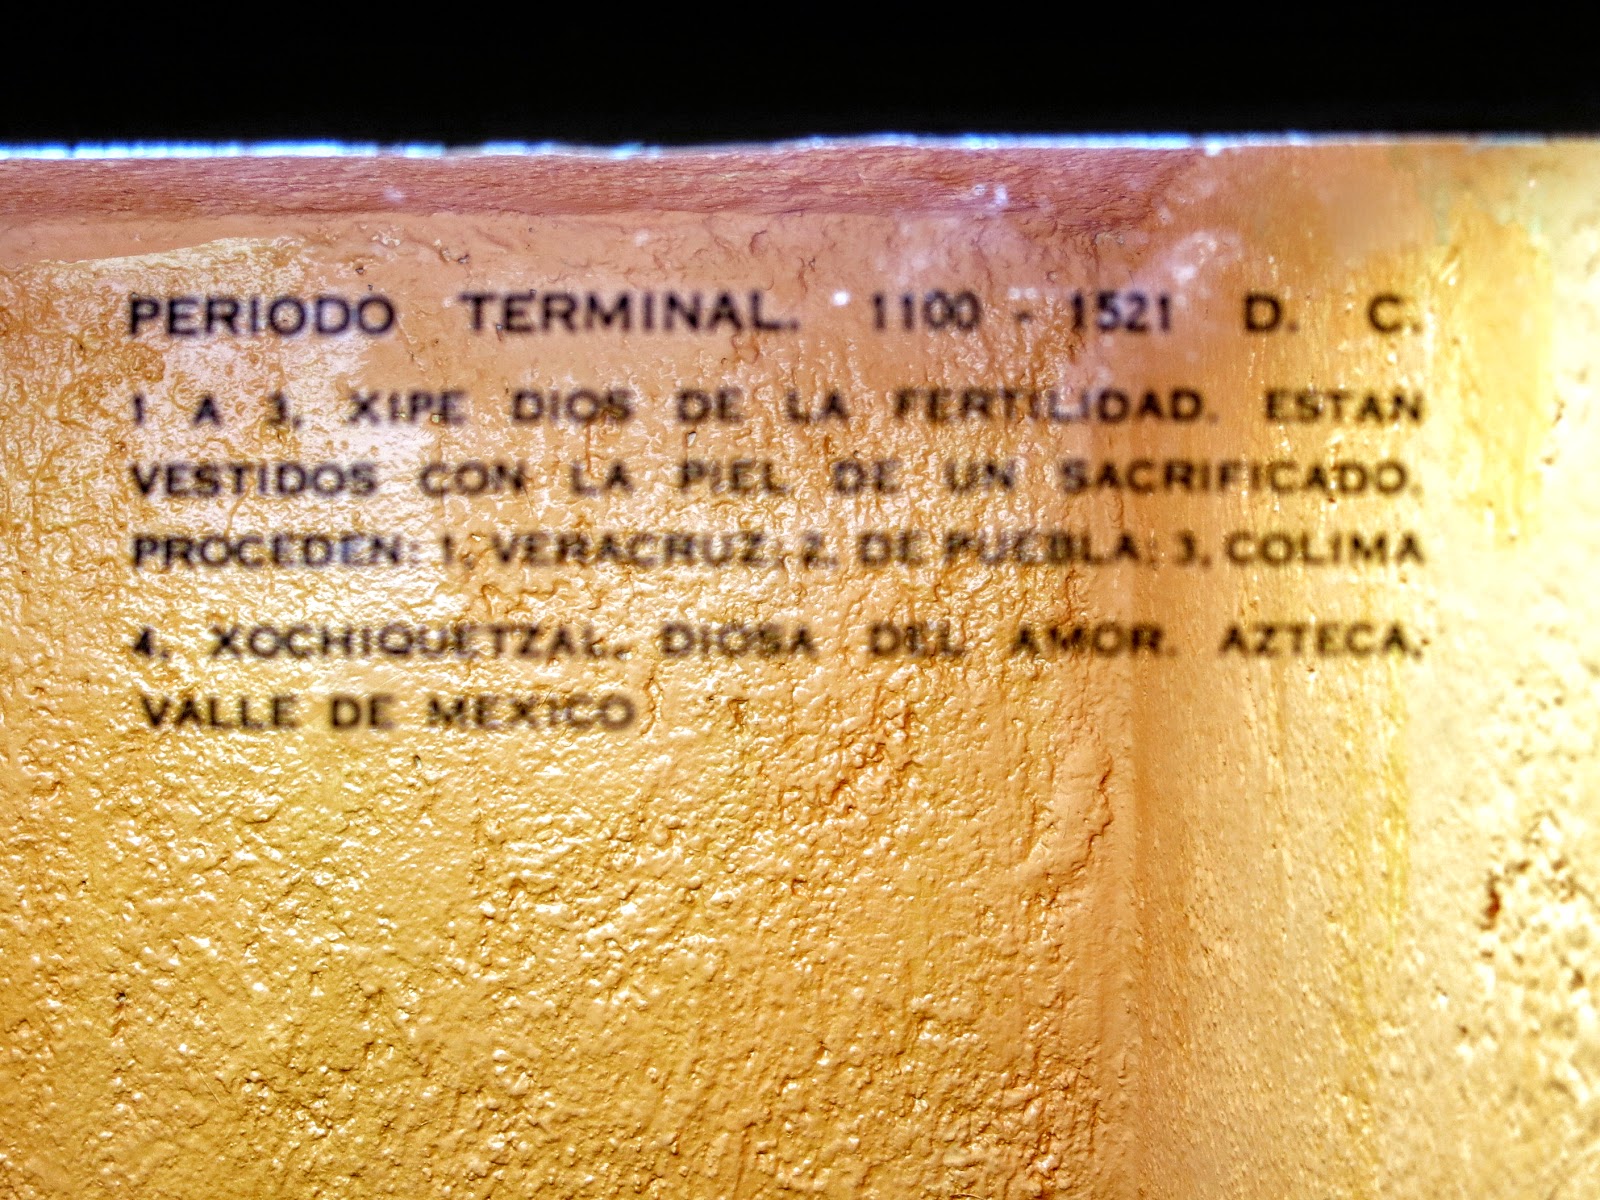 PERIODO TERMINAL. 1100 - 1521 D. C.
1 A 3, XIPE DIOS DE LA FERTILIDAD. ESTAN
VESTIDOS CON LA PIEL DE UN SACRIFICADO.
PROCEDEN: 1, VERACRUZ; 2, DE PUEBLA; 3, COLIMA
4, XOCHIQUETZAL, DIOSA DEL AMOR. AZTECA,
VALLE DE MEXICO